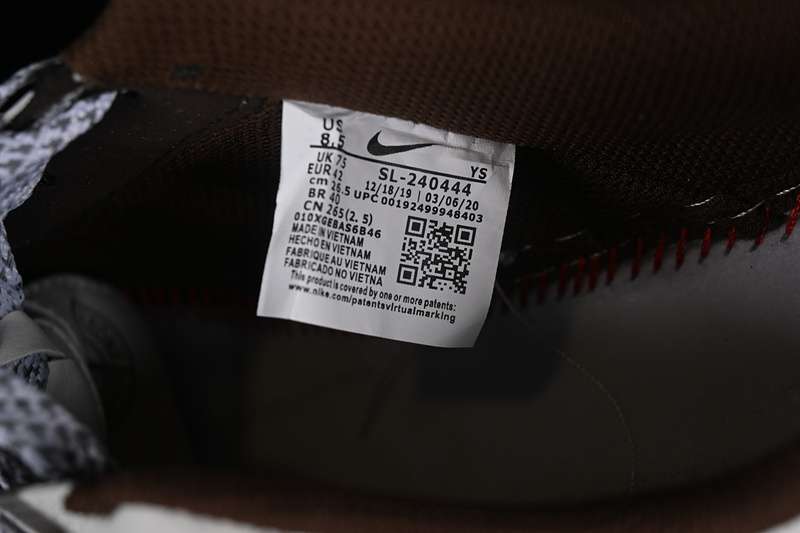 US
8.5
YS
UK 7.5
EUR 42
cm 26.5
BR 40
CN 265(2.5)
SL-240444
12/18/19 | 03/06/20
UPC 00192499948403
010XGEBAS6B46
MADE IN VIETNAM
HECHO EN VIETNAM
FABRIQUE AU VIETNAM
FABRICADO NO VIETNA
This product is covered by one or more patents:
www.nike.com/patentsvirtualmarking